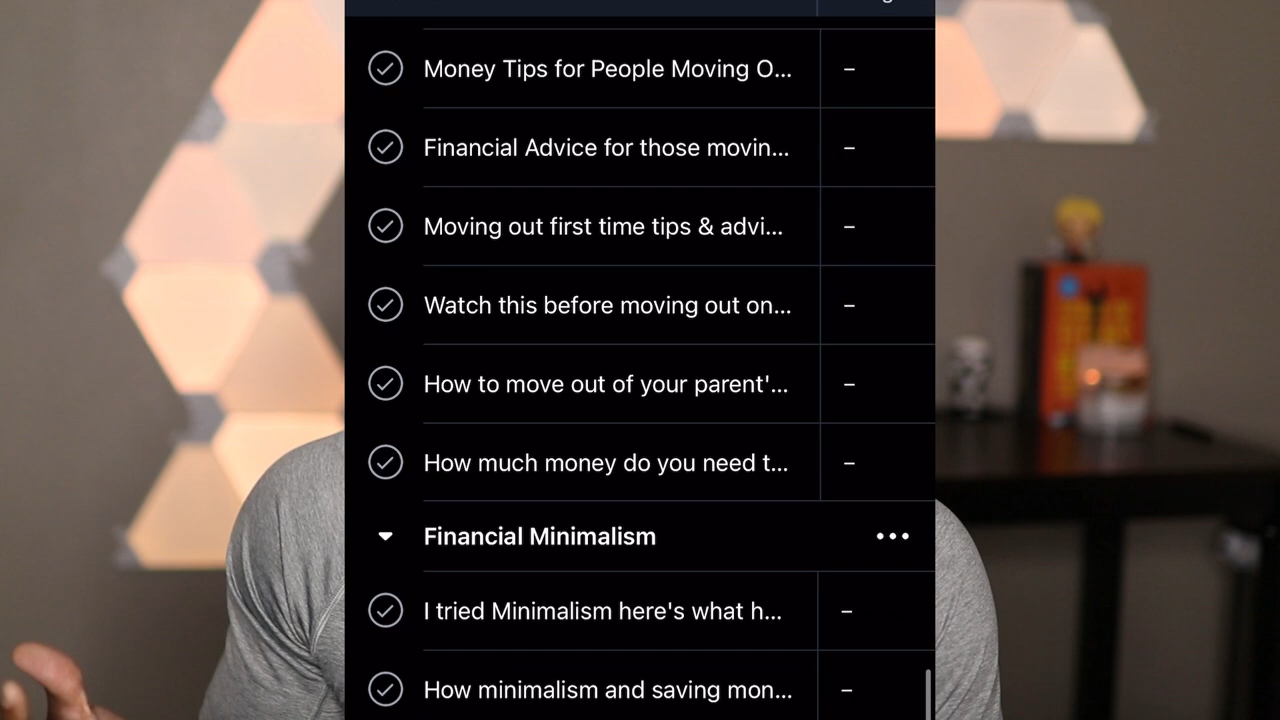 Money Tips for People Moving O... –
Financial Advice for those movin... –
Moving out first time tips & advi... –
Watch this before moving out on... –
How to move out of your parent'... –
How much money do you need t... –
Financial Minimalism
I tried Minimalism here's what h... –
How minimalism and saving mon... –